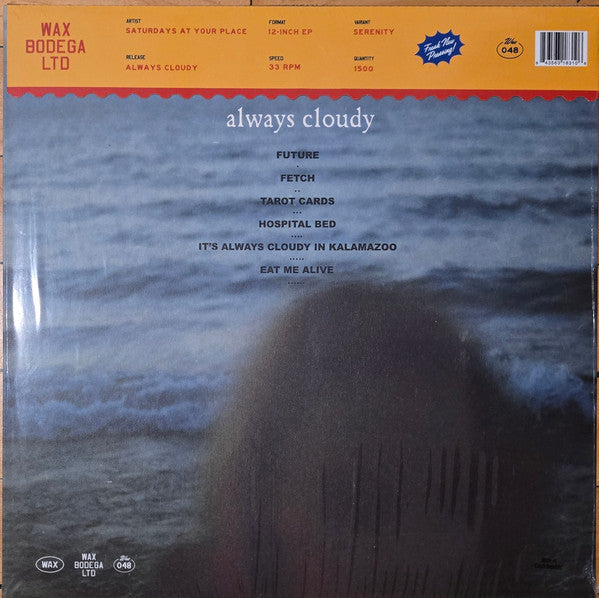 WAX
BODEGA
LTD
ARTIST
SATURDAYS AT YOUR PLACE
FORMAT
12-INCH EP
VARIANT
SERENITY
RELEASE
ALWAYS CLOUDY
SPEED
33 RPM
QUANTITY
1500
Fresh New
Pressing!
Wax
048
always cloudy
FUTURE
.
FETCH
..
TAROT CARDS
...
HOSPITAL BED
....
IT'S ALWAYS CLOUDY IN KALAMAZOO
.....
EAT ME ALIVE
......
WAX
WAX
BODEGA
LTD
Wax
048